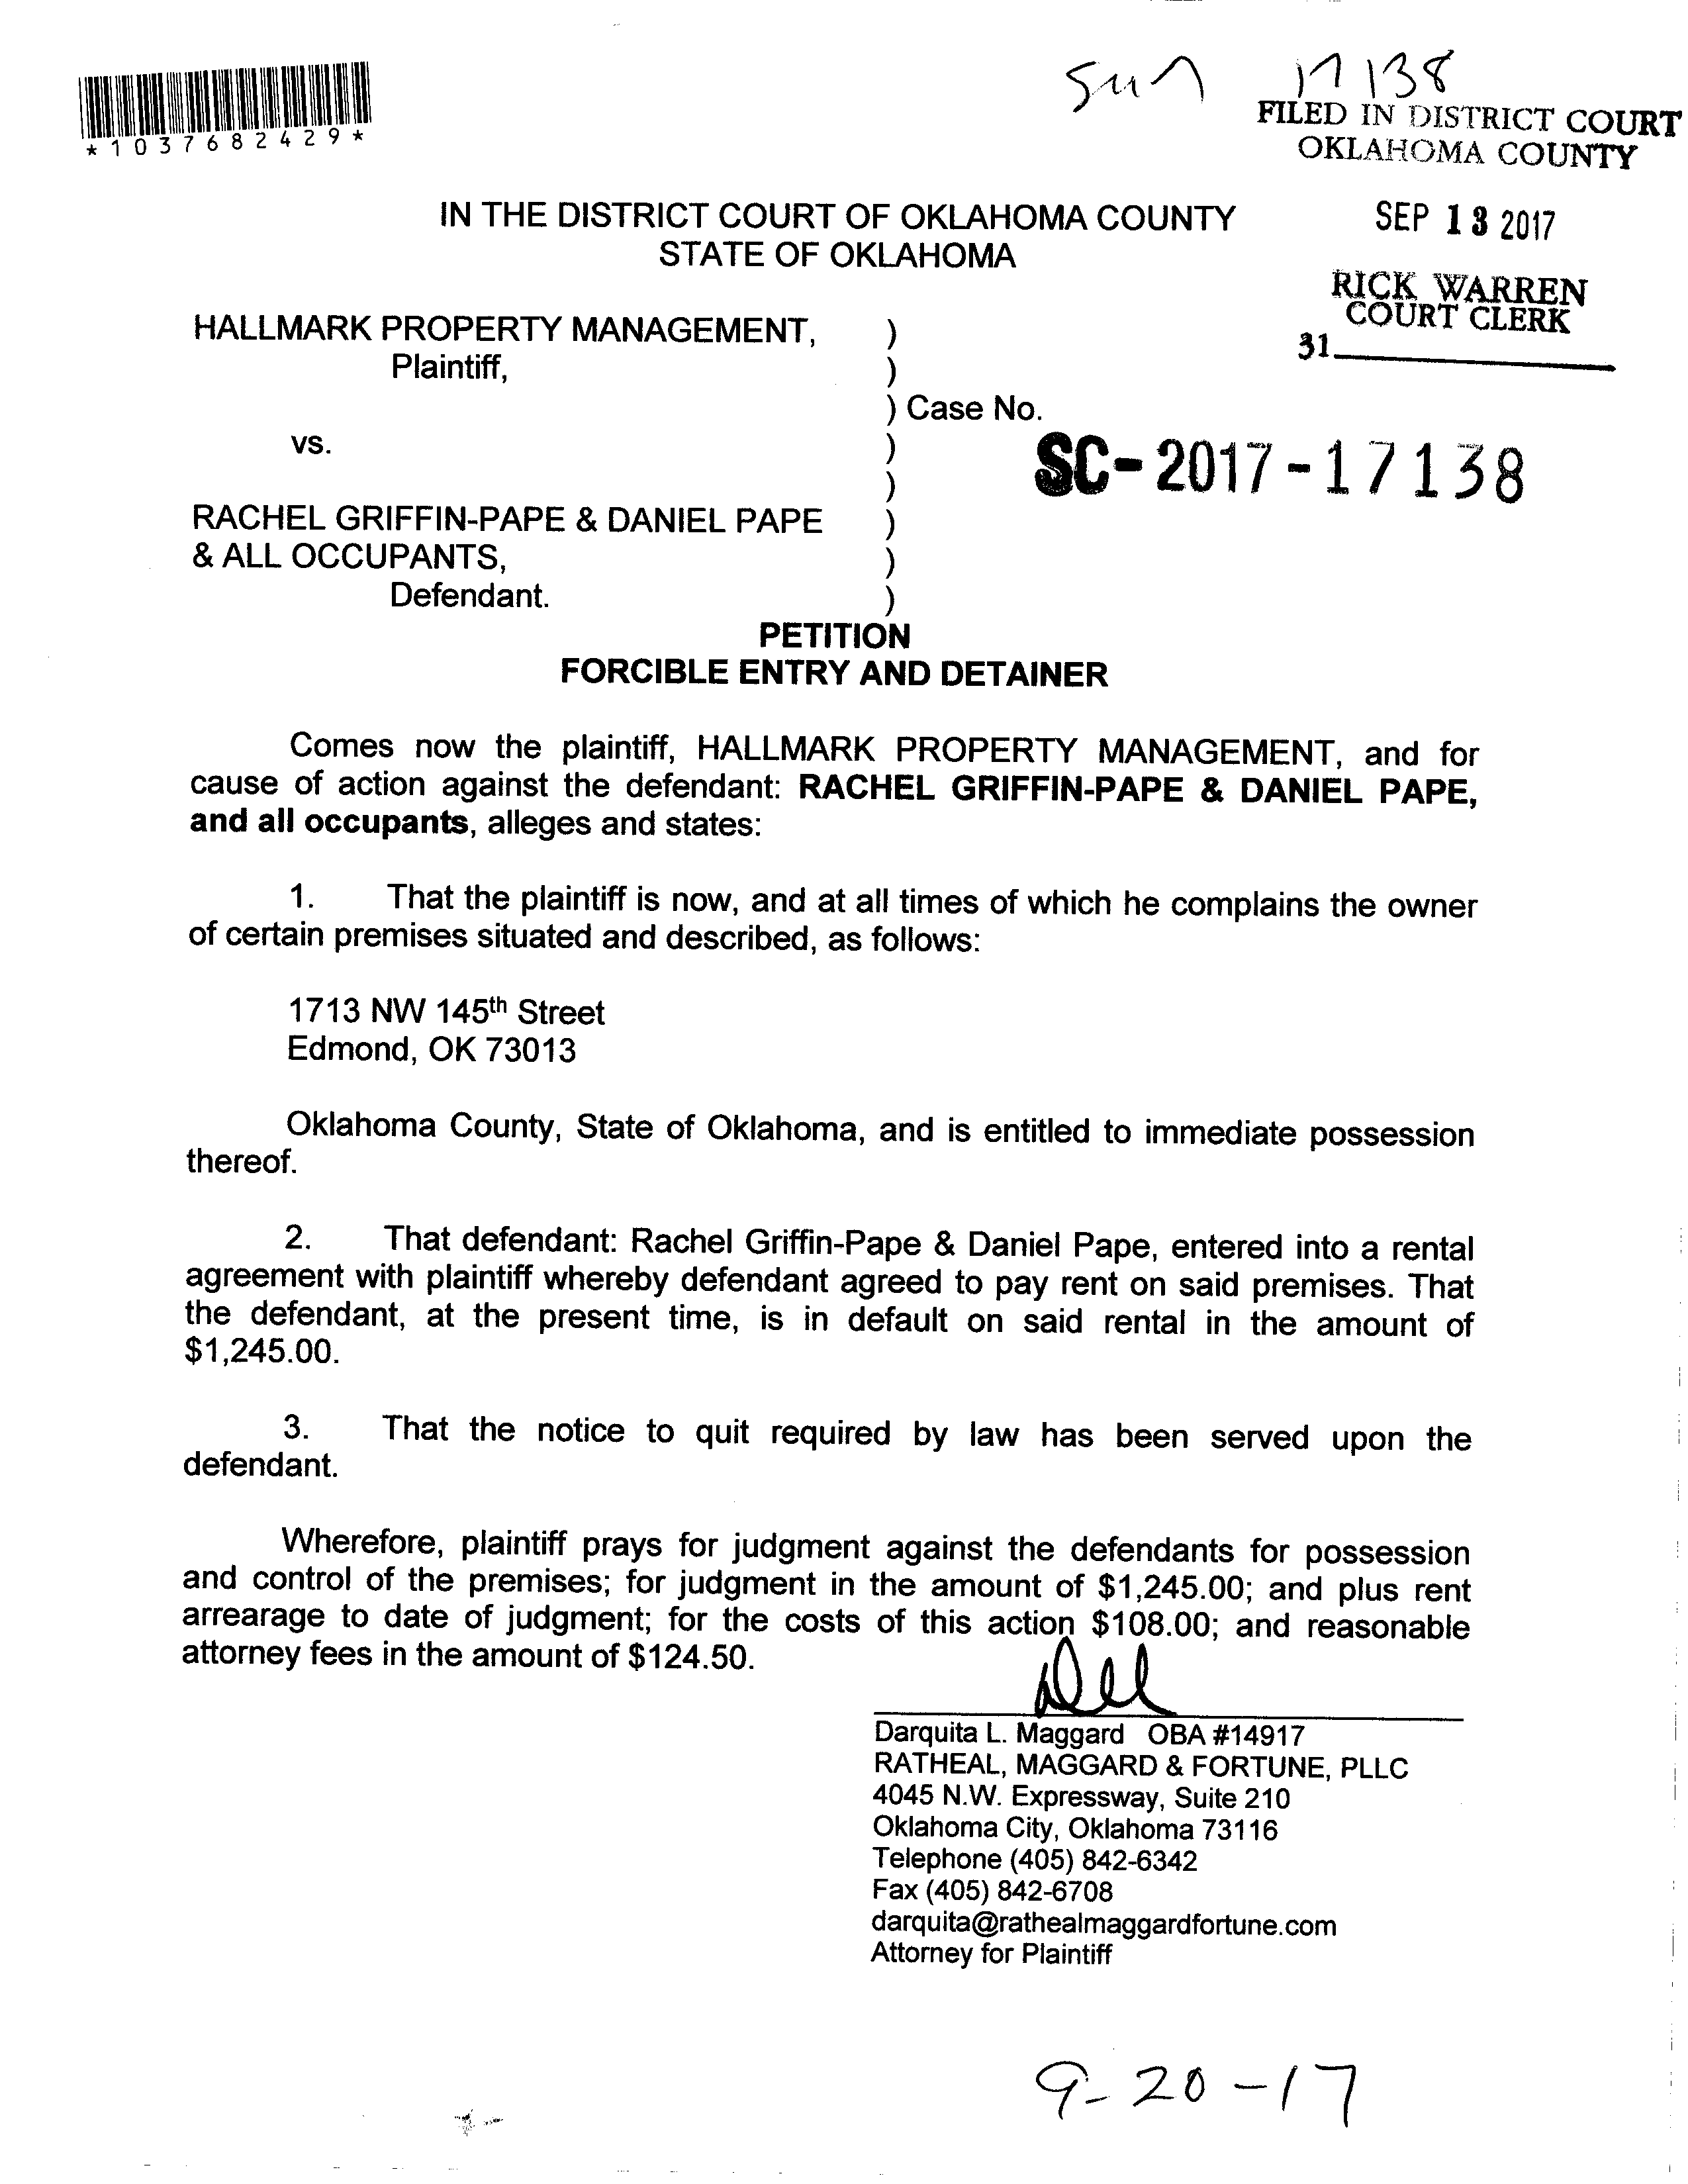 Sun 17138
FILED IN DISTRICT COURT
OKLAHOMA COUNTY
*1037682429*
SEP 13 2017
RICK WARREN
COURT CLERK
31
IN THE DISTRICT COURT OF OKLAHOMA COUNTY
STATE OF OKLAHOMA
HALLMARK PROPERTY MANAGEMENT, )
Plaintiff, )
) Case No.
vs. )
SC-2017-17138
)
RACHEL GRIFFIN-PAPE & DANIEL PAPE )
& ALL OCCUPANTS, )
Defendant. )
PETITION
FORCIBLE ENTRY AND DETAINER
Comes now the plaintiff, HALLMARK PROPERTY MANAGEMENT, and for
cause of action against the defendant: RACHEL GRIFFIN-PAPE & DANIEL PAPE,
and all occupants, alleges and states:
1. That the plaintiff is now, and at all times of which he complains the owner
of certain premises situated and described, as follows:
1713 NW 145th Street
Edmond, OK 73013
Oklahoma County, State of Oklahoma, and is entitled to immediate possession
thereof.
2. That defendant: Rachel Griffin-Pape & Daniel Pape, entered into a rental
agreement with plaintiff whereby defendant agreed to pay rent on said premises. That
the defendant, at the present time, is in default on said rental in the amount of
$1,245.00.
3. That the notice to quit required by law has been served upon the
defendant.
Wherefore, plaintiff prays for judgment against the defendants for possession
and control of the premises; for judgment in the amount of $1,245.00; and plus rent
arrearage to date of judgment; for the costs of this action $108.00; and reasonable
attorney fees in the amount of $124.50.
Darquita L. Maggard OBA #14917
RATHEAL, MAGGARD & FORTUNE, PLLC
4045 N.W. Expressway, Suite 210
Oklahoma City, Oklahoma 73116
Telephone (405) 842-6342
Fax (405) 842-6708
darquita@rathealmaggardfortune.com
Attorney for Plaintiff
9-20-17